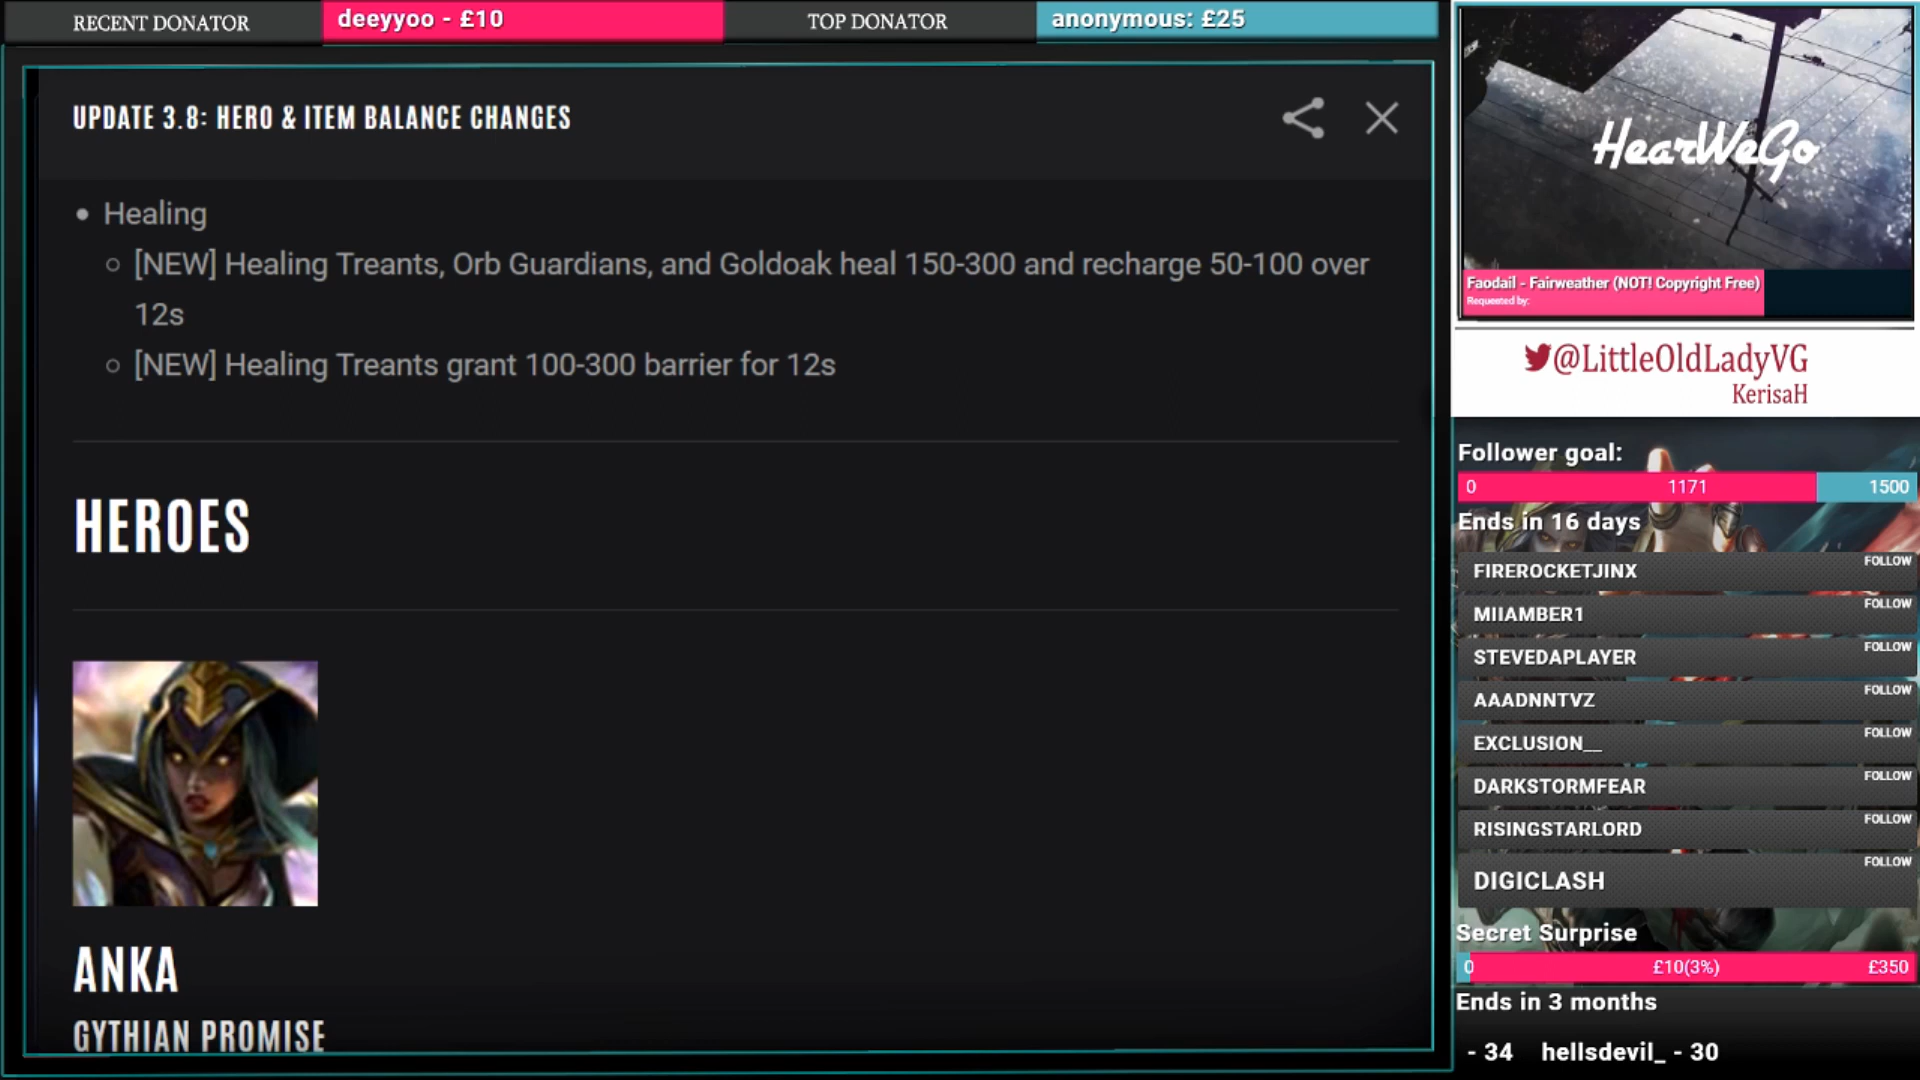 RECENT DONATOR
deeyyoo - £10
TOP DONATOR
anonymous: £25
UPDATE 3.8: HERO & ITEM BALANCE CHANGES
• Healing
[NEW] Healing Treants, Orb Guardians, and Goldoak heal 150-300 and recharge 50-100 over
12s
[NEW] Healing Treants grant 100-300 barrier for 12s
HEROES
ANKA
GYTHIAN PROMISE
HearWeGo
Faodail - Fairweather (NOT! Copyright Free)
Requested by:
@LittleOldLadyVG
KerisaH
Follower goal:
0 1171 1500
Ends in 16 days
FIREROCKETJINX FOLLOW
MIIAMBER1 FOLLOW
STEVEDAPLAYER FOLLOW
AAADNNTVZ FOLLOW
EXCLUSION__ FOLLOW
DARKSTORMFEAR FOLLOW
RISINGSTARLORD FOLLOW
DIGICLASH FOLLOW
Secret Surprise
0 £10(3%) £350
Ends in 3 months
- 34 hellsdevil_ - 30